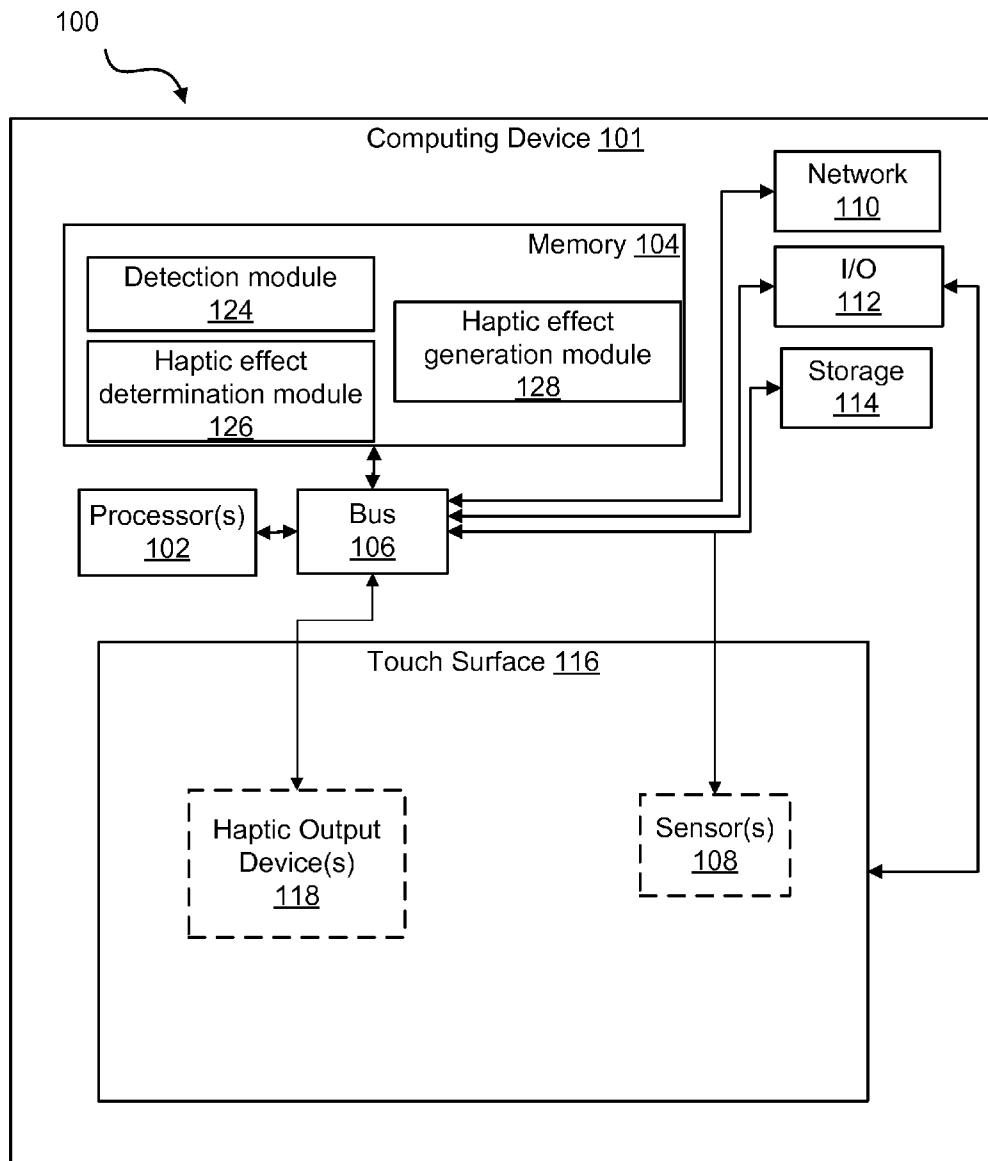 100
Computing Device 101
Network
110
Memory 104
I/O
112
Detection module
124
Haptic effect
generation module
128
Haptic effect
determination module
126
Storage
114
Processor(s)
102
Bus
106
Touch Surface 116
Haptic Output
Device(s)
118
Sensor(s)
108